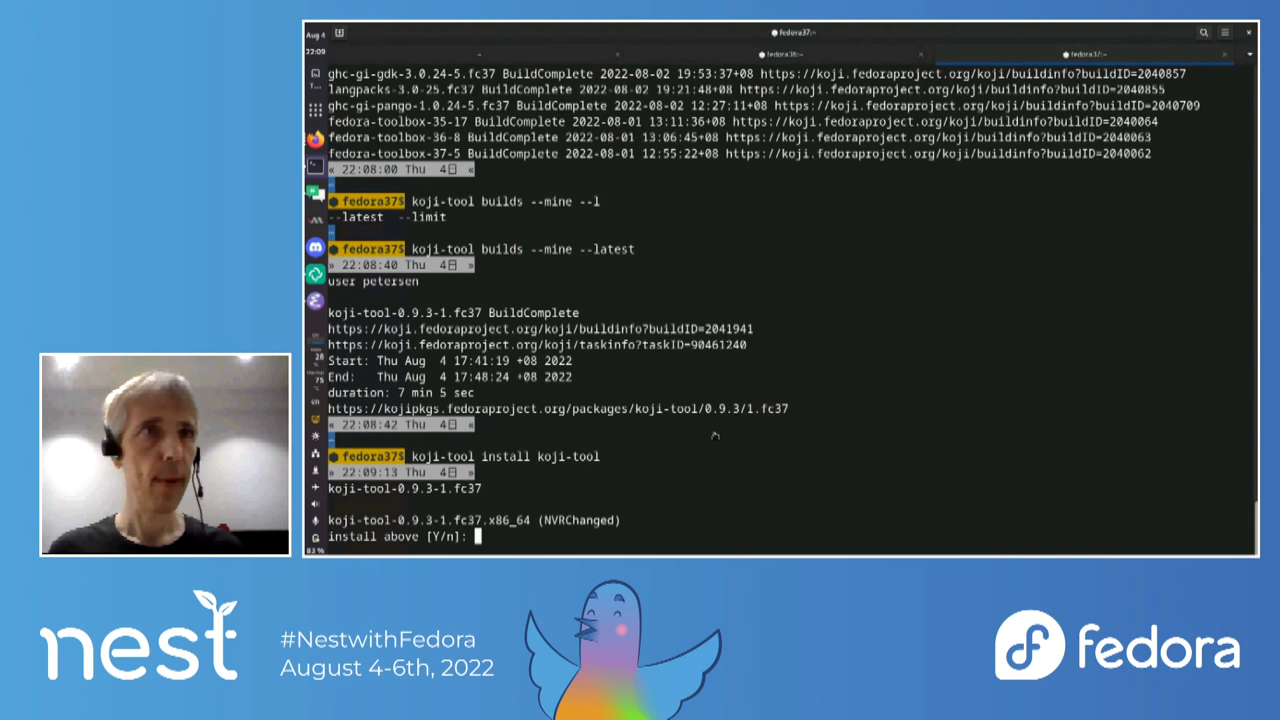 Aug 4
22:09
fedora37:~
~
fedora36:~
fedora37:~
ghc-gi-gdk-3.0.24-5.fc37 BuildComplete 2022-08-02 19:53:37+08 https://koji.fedoraproject.org/koji/buildinfo?buildID=2040857
langpacks-3.0-25.fc37 BuildComplete 2022-08-02 19:21:48+08 https://koji.fedoraproject.org/koji/buildinfo?buildID=2040855
ghc-gi-pango-1.0.24-5.fc37 BuildComplete 2022-08-02 12:27:11+08 https://koji.fedoraproject.org/koji/buildinfo?buildID=2040709
fedora-toolbox-35-17 BuildComplete 2022-08-01 13:11:36+08 https://koji.fedoraproject.org/koji/buildinfo?buildID=2040064
fedora-toolbox-36-8 BuildComplete 2022-08-01 13:06:45+08 https://koji.fedoraproject.org/koji/buildinfo?buildID=2040063
fedora-toolbox-37-5 BuildComplete 2022-08-01 12:55:22+08 https://koji.fedoraproject.org/koji/buildinfo?buildID=2040062
« 22:08:00 Thu 4日 «
~
fedora37$ koji-tool builds --mine --l
--latest --limit
~
fedora37$ koji-tool builds --mine --latest
» 22:08:40 Thu 4日 »
user petersen
koji-tool-0.9.3-1.fc37 BuildComplete
https://koji.fedoraproject.org/koji/buildinfo?buildID=2041941
https://koji.fedoraproject.org/koji/taskinfo?taskID=90461240
Start: Thu Aug 4 17:41:19 +08 2022
End: Thu Aug 4 17:48:24 +08 2022
duration: 7 min 5 sec
https://kojipkgs.fedoraproject.org/packages/koji-tool/0.9.3/1.fc37
« 22:08:42 Thu 4日 «
~
fedora37$ koji-tool install koji-tool
» 22:09:13 Thu 4日 »
koji-tool-0.9.3-1.fc37
koji-tool-0.9.3-1.fc37.x86_64 (NVRChanged)
install above [Y/n]:
28
75
en
83 %
nest
#NestwithFedora
August 4-6th, 2022
fedora